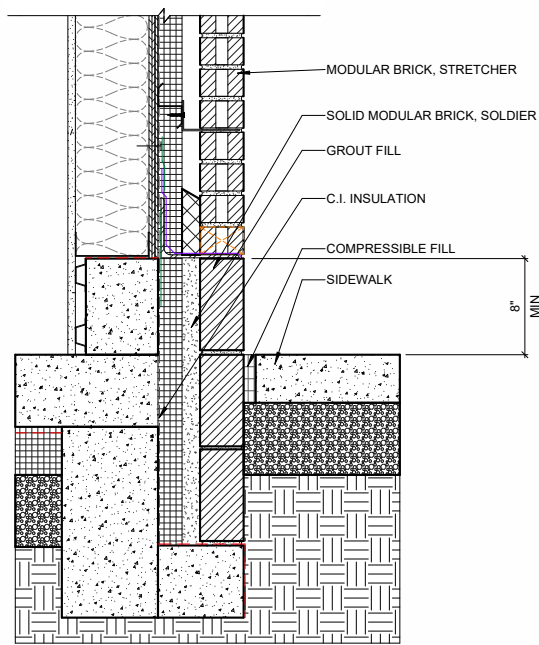 MODULAR BRICK, STRETCHER
SOLID MODULAR BRICK, SOLDIER
GROUT FILL
C.I. INSULATION
COMPRESSIBLE FILL
SIDEWALK
8"
MIN